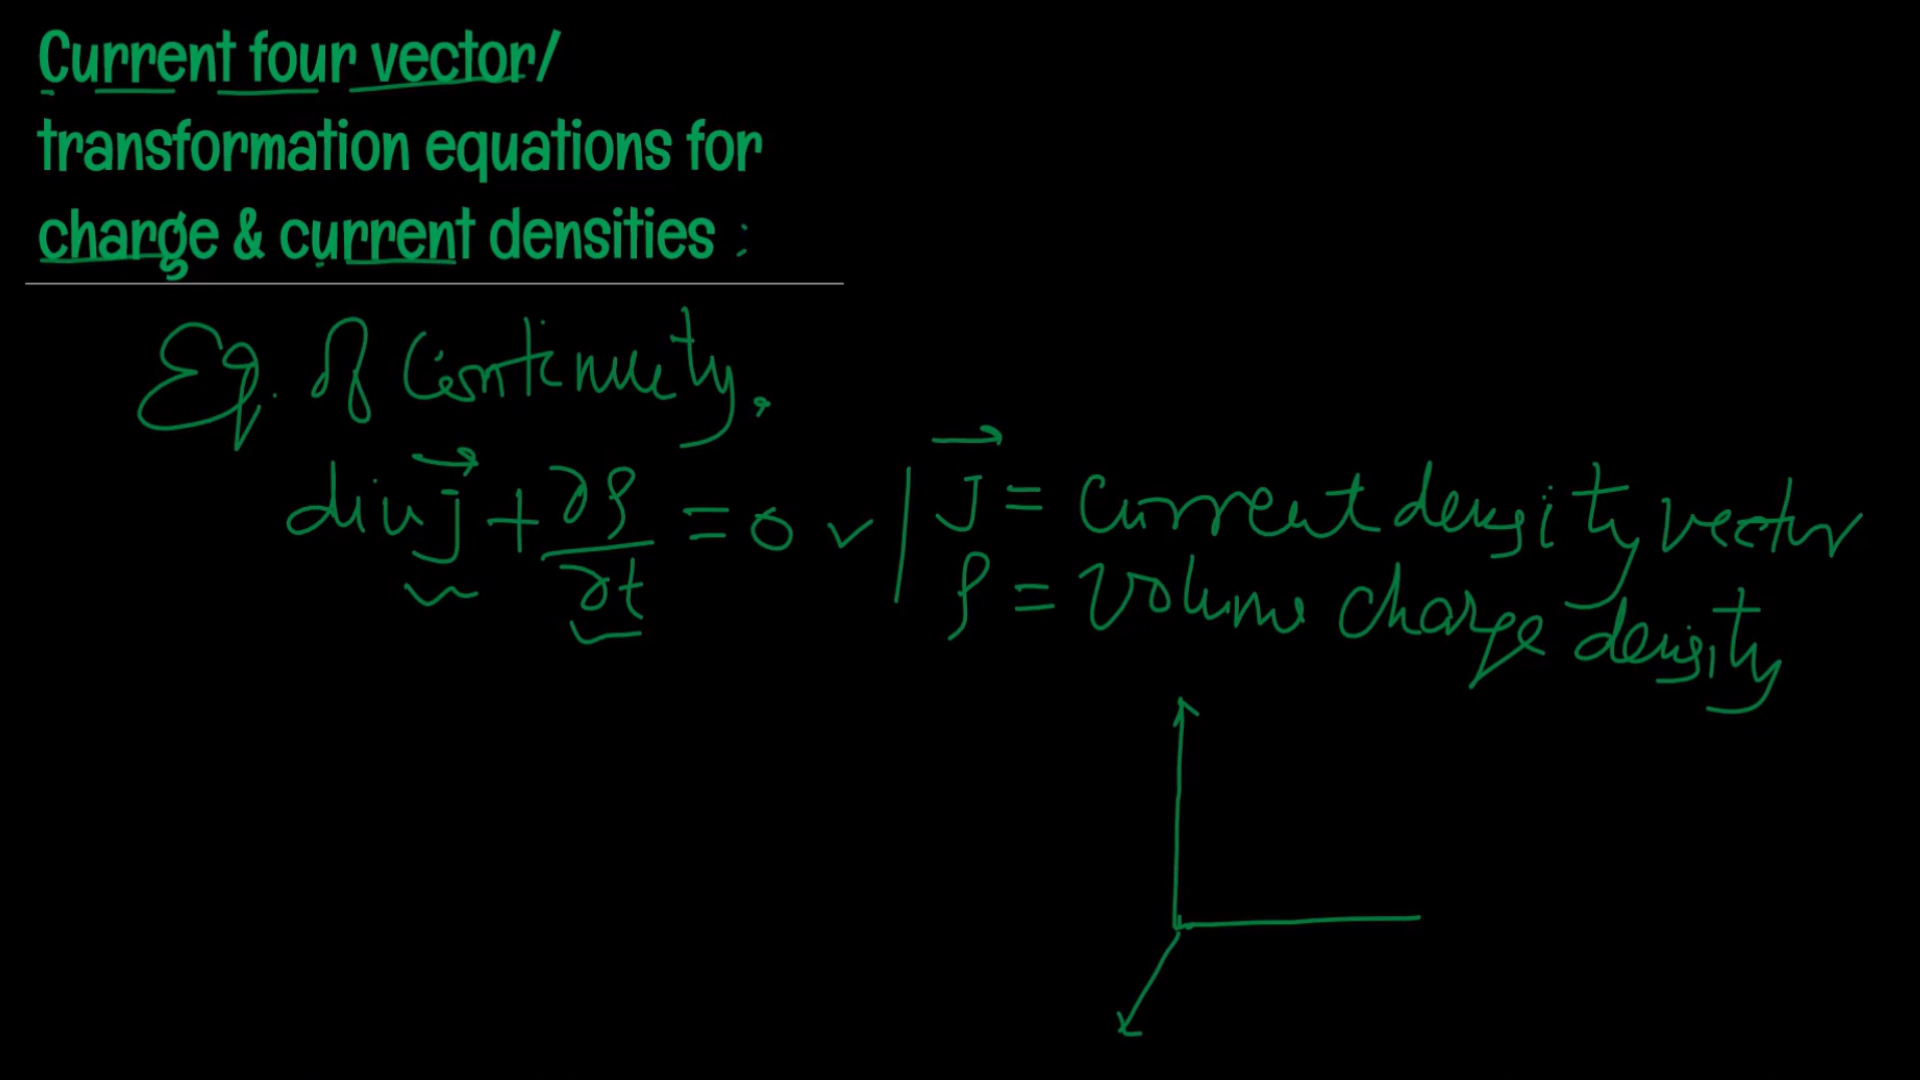 Current four vector/
transformation equations for
charge & current densities :
Eq. of Continuity,
div j⃗ + ∂ρ/∂t = 0 ✓ | J⃗ = Current density vector
ρ = Volume charge density